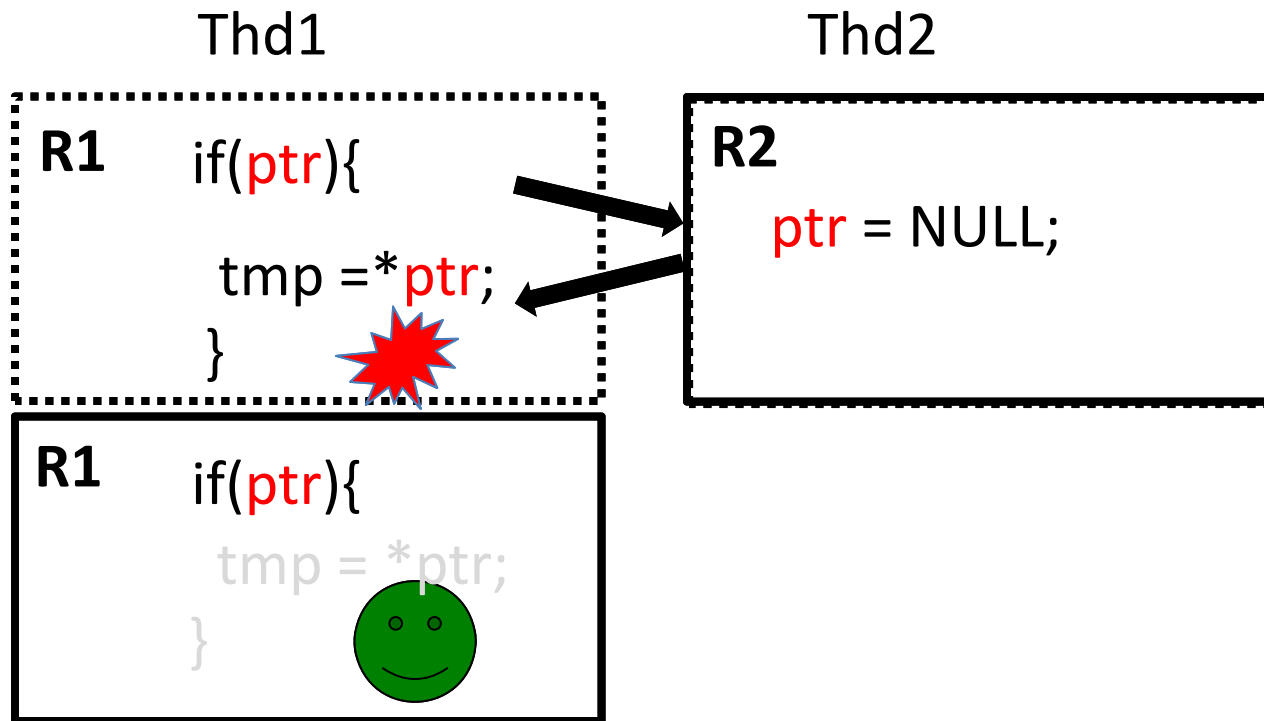 Thd1
Thd2
R1
if(ptr){
tmp =*ptr;
}
R2
ptr = NULL;
R1
if(ptr){
tmp = *ptr;
}